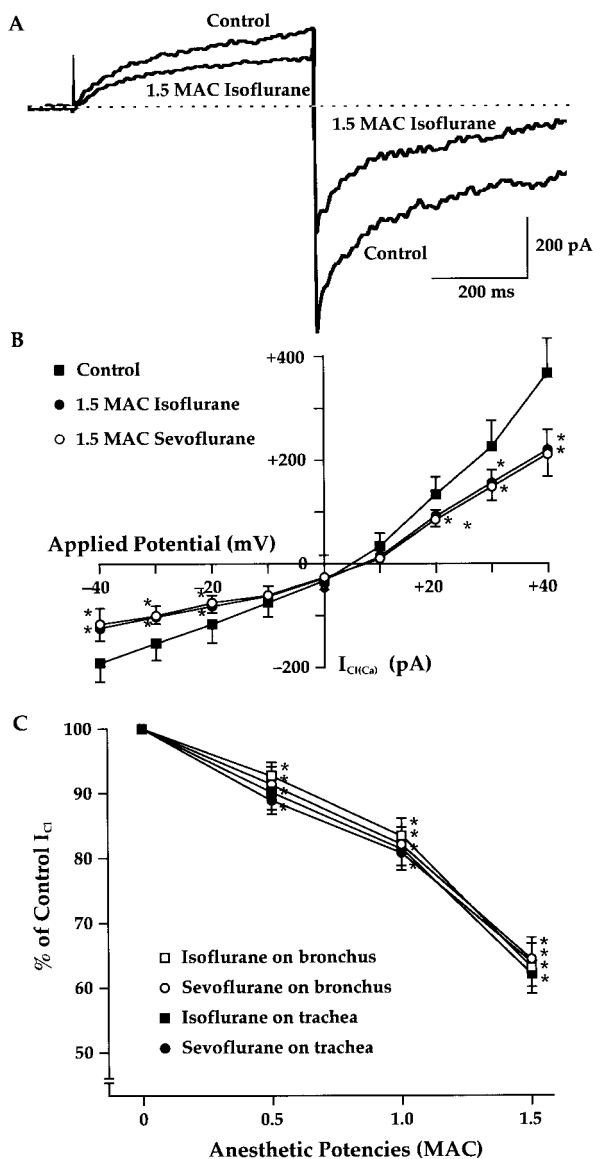 A
Control
1.5 MAC Isoflurane
1.5 MAC Isoflurane
Control
200 pA
200 ms
B
Control
1.5 MAC Isoflurane
1.5 MAC Sevoflurane
+400
+200
0
−200
Applied Potential (mV)
−40
−20
+20
+40
I Cl(Ca) (pA)
* * * * * * * * * * * *
C
100
90
80
70
60
50
% of Control I Cl
* * * * * * * * * * * *
Isoflurane on bronchus
Sevoflurane on bronchus
Isoflurane on trachea
Sevoflurane on trachea
0
0.5
1.0
1.5
Anesthetic Potencies (MAC)